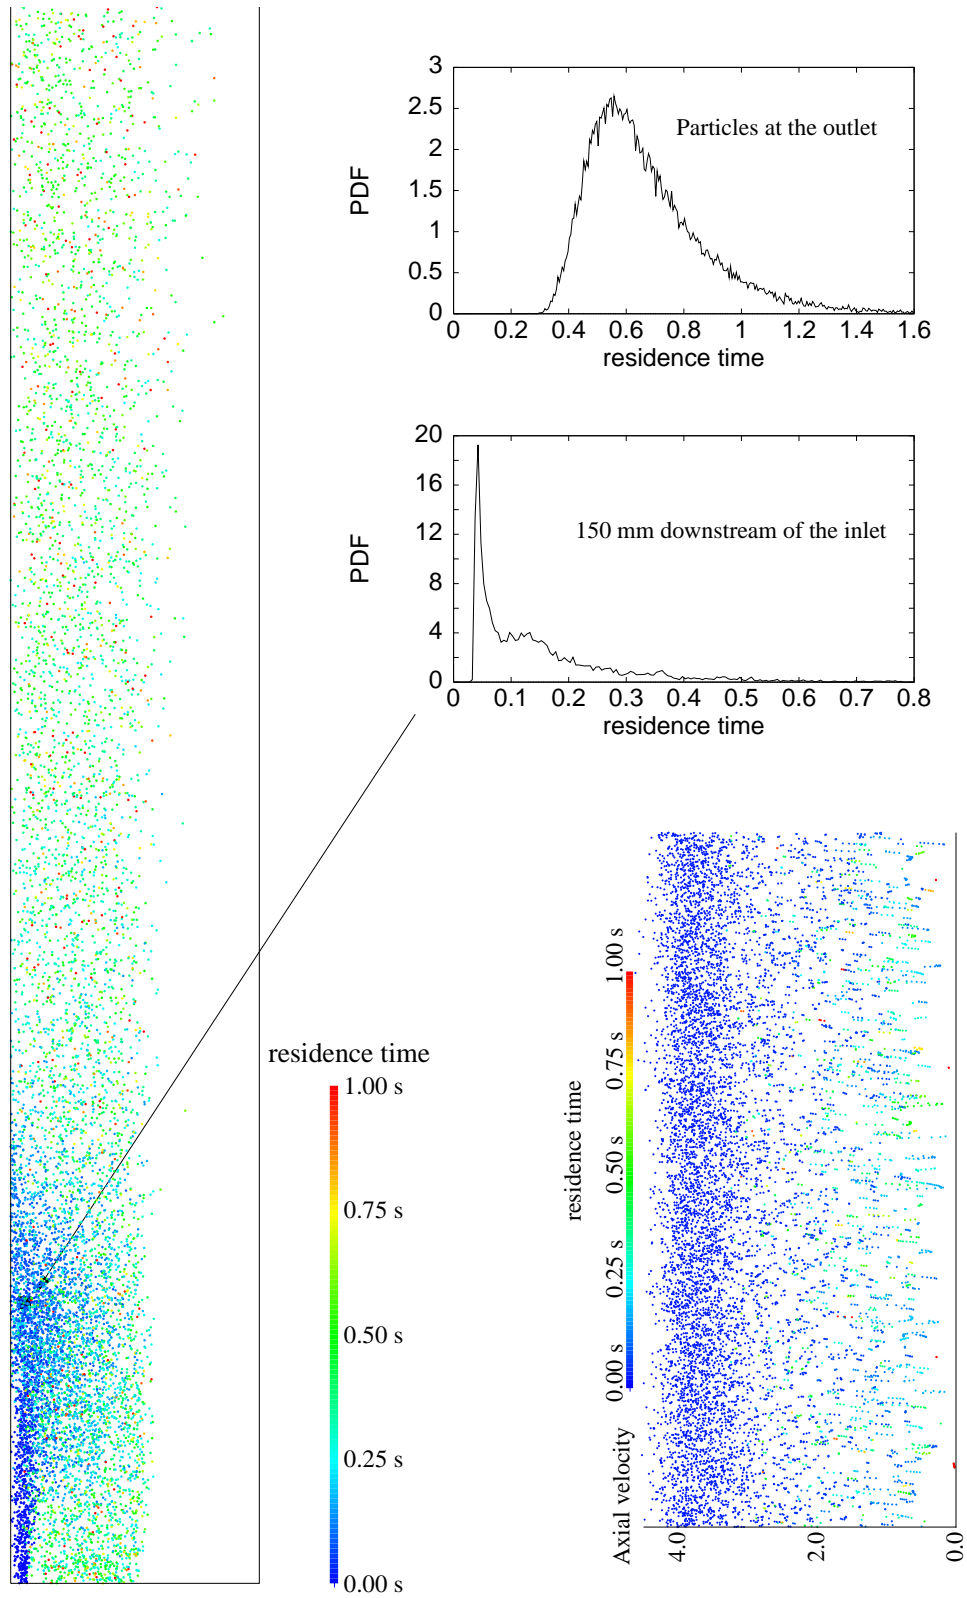 3
2.5
2
1.5
1
0.5
0
PDF
Particles at the outlet
0 0.2 0.4 0.6 0.8 1 1.2 1.4 1.6
residence time
20
16
12
8
4
0
PDF
150 mm downstream of the inlet
0 0.1 0.2 0.3 0.4 0.5 0.6 0.7 0.8
residence time
residence time
1.00 s
0.75 s
0.50 s
0.25 s
0.00 s
residence time
0.00 s 0.25 s 0.50 s 0.75 s 1.00 s
Axial velocity
4.0 2.0 0.0